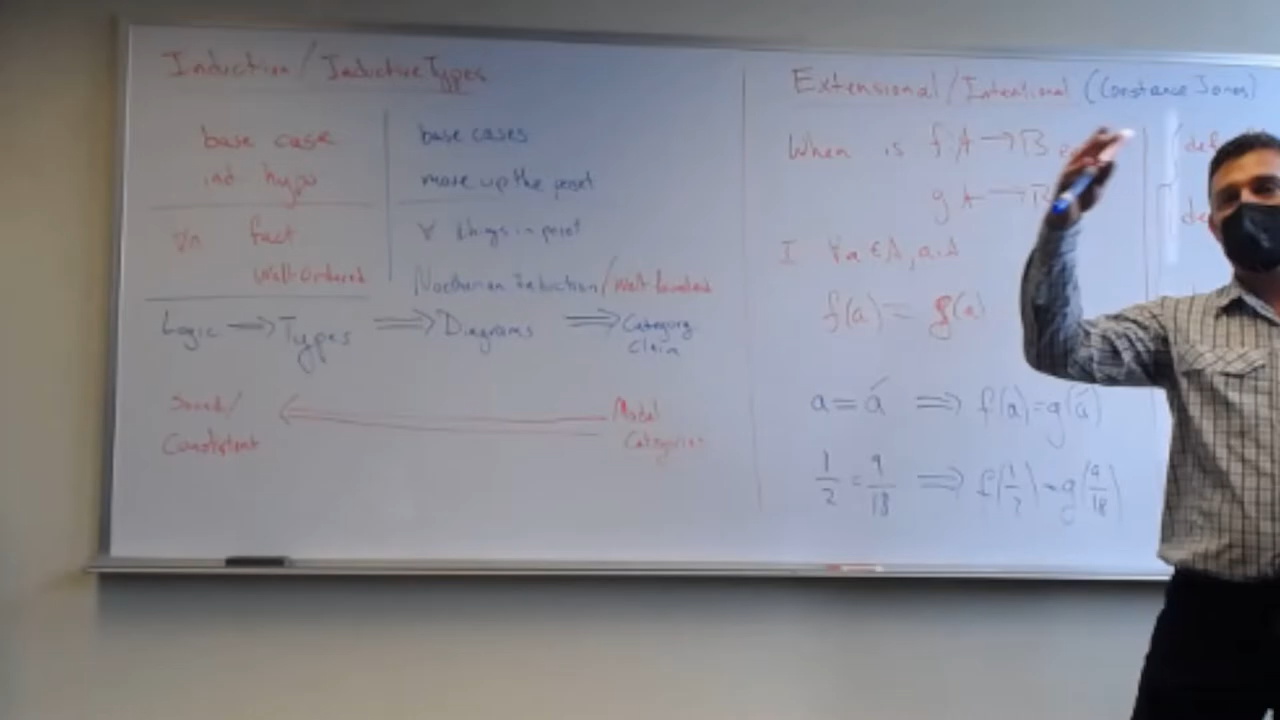 Induction/Inductive Types
base case
ind hypo
∀n fact
Well-Ordered
base cases
move up the poset
∀ things in poset
Noetherian Induction/Well-founded
Logic → Types ⇒ Diagrams ⇒ Category Claim
Sound/
Consistent
Model
Categories
Extensional/Intentional (Constance Jones)
When is f: A → B
g: A → B
I ∀a ∈ A, a:A
f(a) = g(a)
a = á ⇒ f(a) = g(á)
1/2 = 9/18 ⇒ f(1/2) = g(9/18)